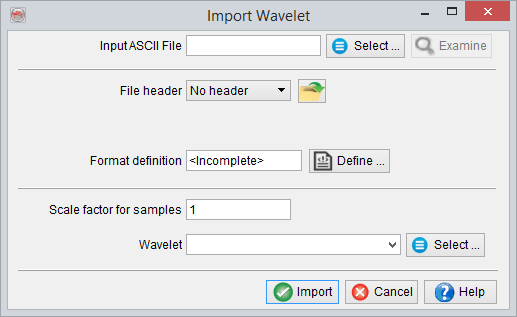 Import Wavelet
Input ASCII File Select ... Examine
File header No header
Format definition <Incomplete> Define ...
Scale factor for samples 1
Wavelet Select ...
Import Cancel Help